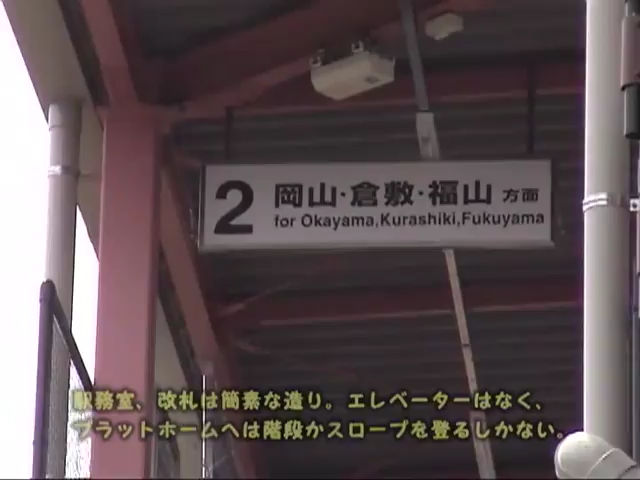 2 岡山・倉敷・福山 方面
for Okayama,Kurashiki,Fukuyama
駅務室、改札は簡素な造り。エレベーターはなく、
プラットホームへは階段かスロープを登るしかない。